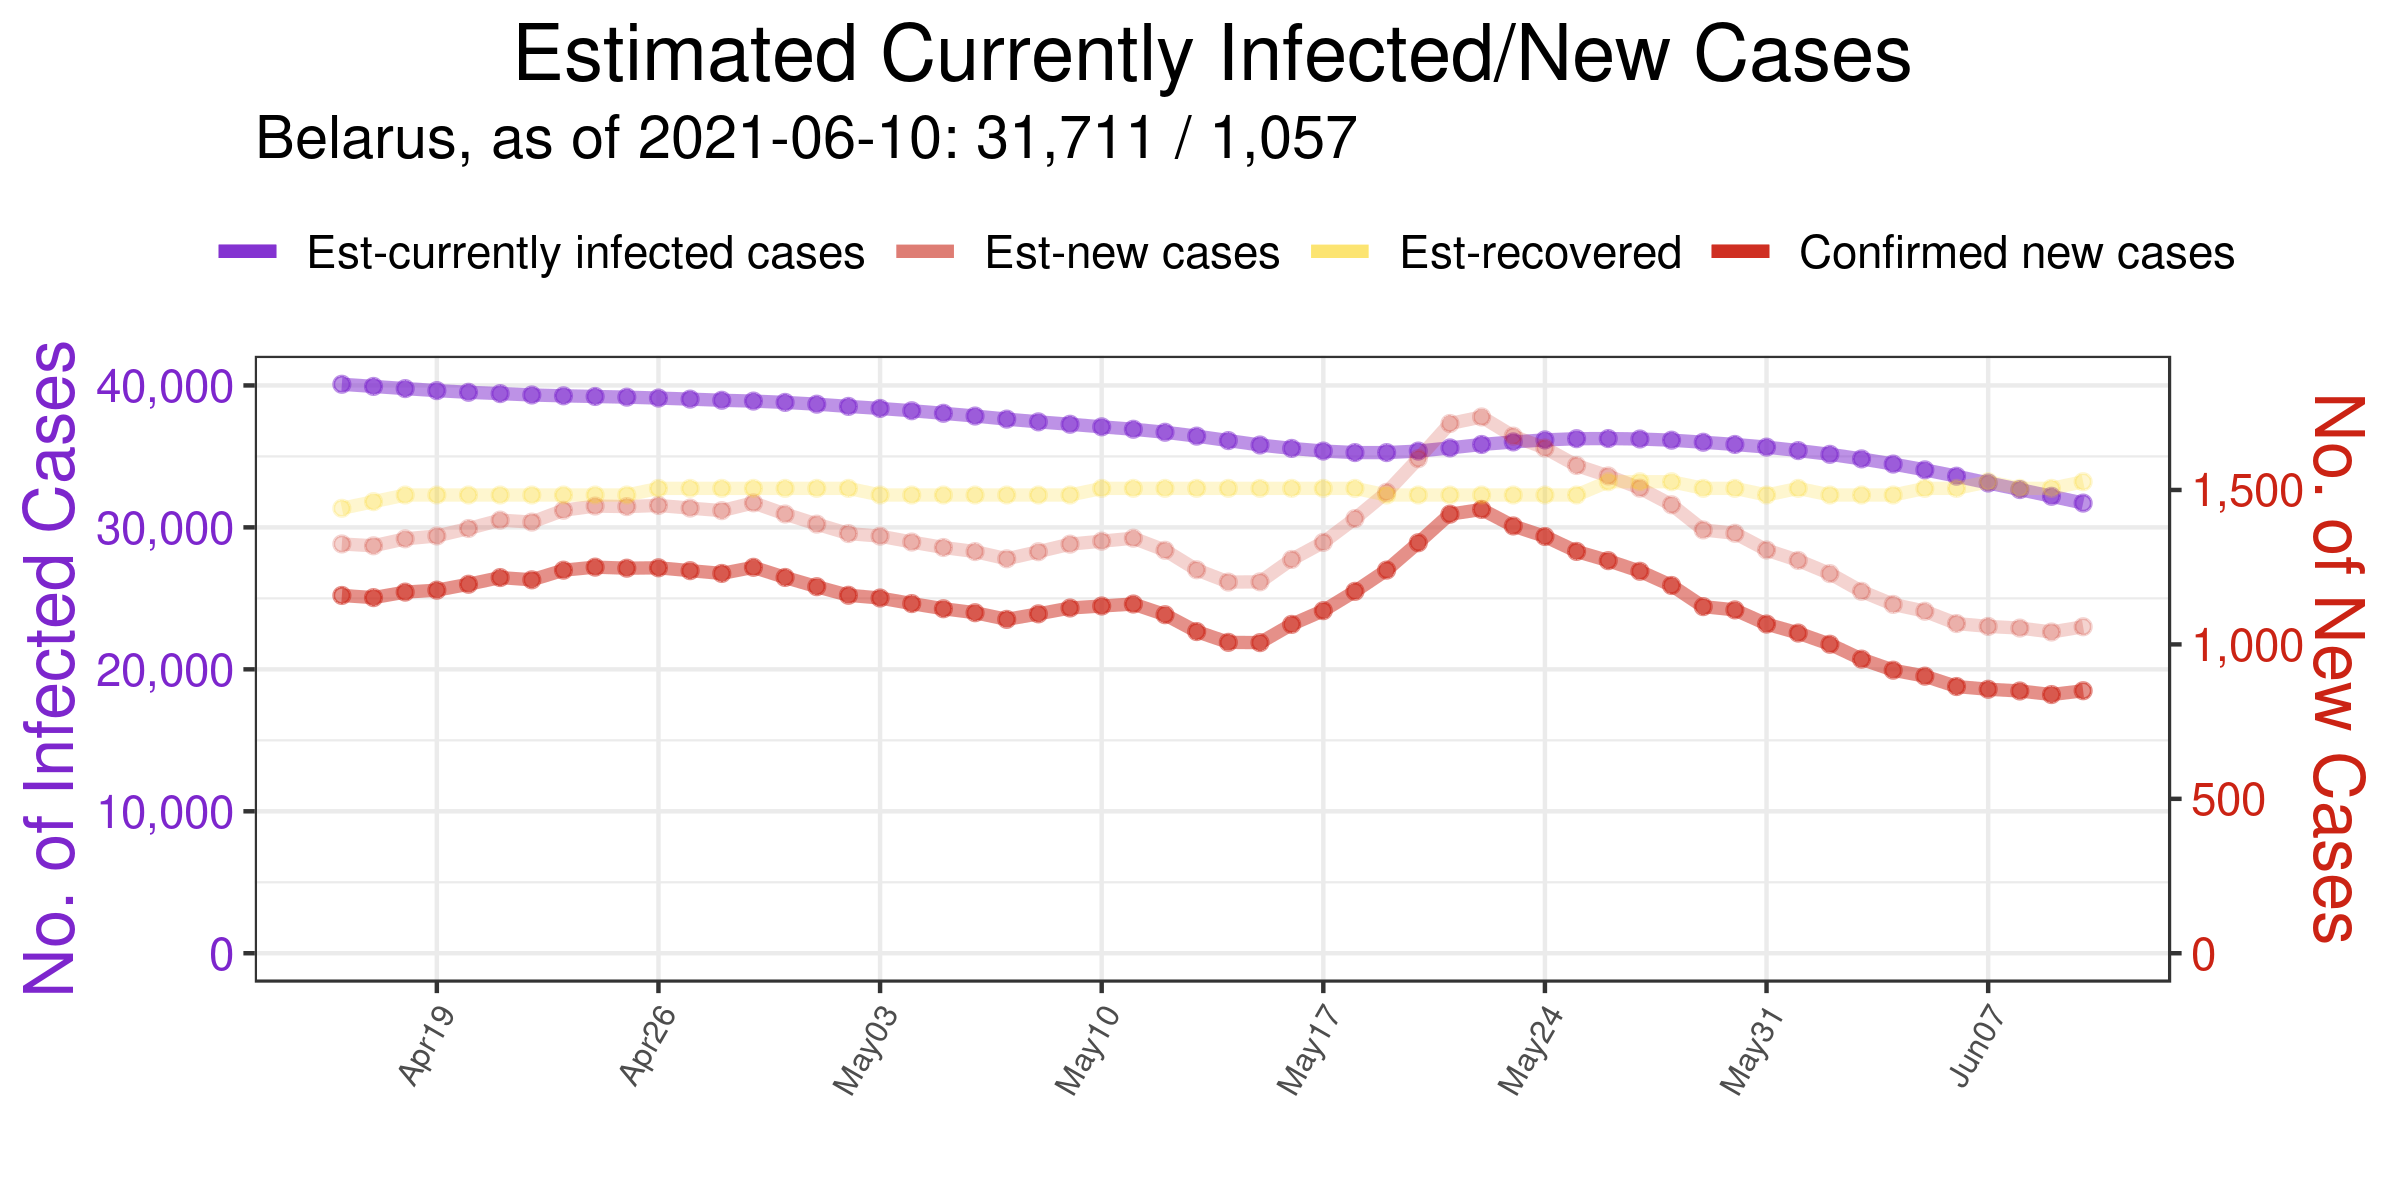 Estimated Currently Infected/New Cases
Belarus, as of 2021-06-10: 31,711 / 1,057
Est-currently infected cases Est-new cases Est-recovered Confirmed new cases
No. of Infected Cases
40,000
30,000
20,000
10,000
0
1,500
1,000
500
0
No. of New Cases
Apr19 Apr26 May03 May10 May17 May24 May31 Jun07